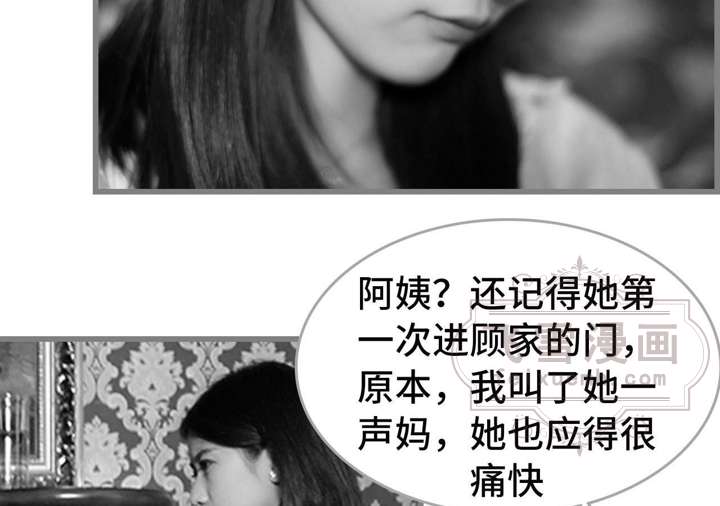 阿姨？还记得她第
一次进顾家的门，
原本，我叫了她一
声妈，她也应得很
痛快